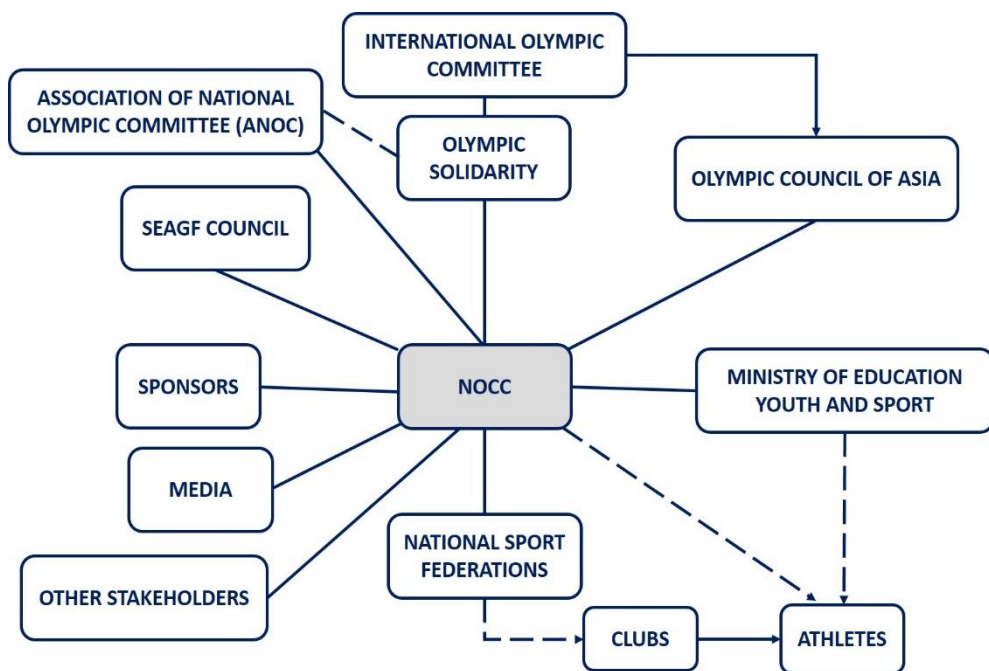 INTERNATIONAL OLYMPIC
COMMITTEE
ASSOCIATION OF NATIONAL
OLYMPIC COMMITTEE (ANOC)
OLYMPIC
SOLIDARITY
OLYMPIC COUNCIL OF ASIA
SEAGF COUNCIL
SPONSORS
NOCC
MINISTRY OF EDUCATION
YOUTH AND SPORT
MEDIA
NATIONAL SPORT
FEDERATIONS
OTHER STAKEHOLDERS
CLUBS
ATHLETES